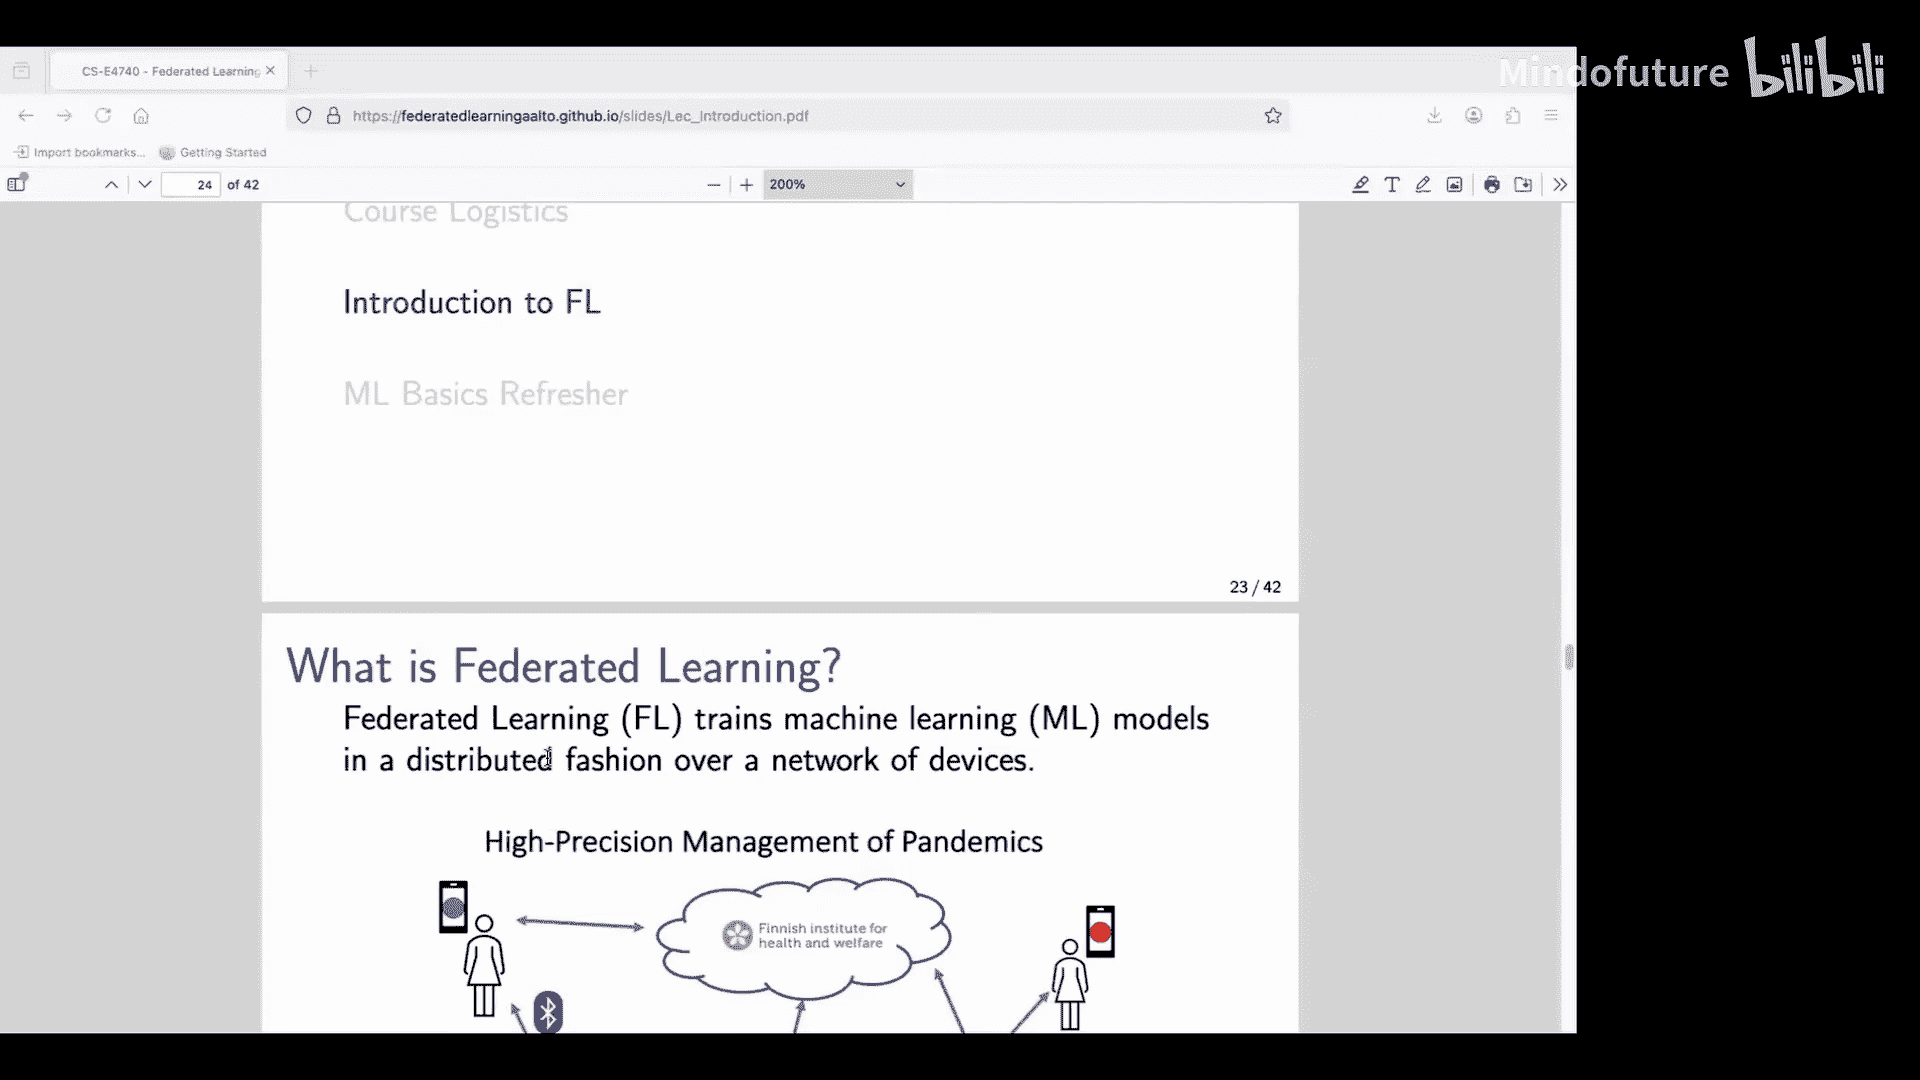 Mindofuture bilibili
CS-E4740 - Federated Learning
https://federatedlearningaalto.github.io/slides/Lec_Introduction.pdf
Import bookmarks... Getting Started
24 of 42 200%
Course Logistics
Introduction to FL
ML Basics Refresher
23 / 42
What is Federated Learning?
Federated Learning (FL) trains machine learning (ML) models
in a distributed fashion over a network of devices.
High-Precision Management of Pandemics
Finnish institute for
health and welfare